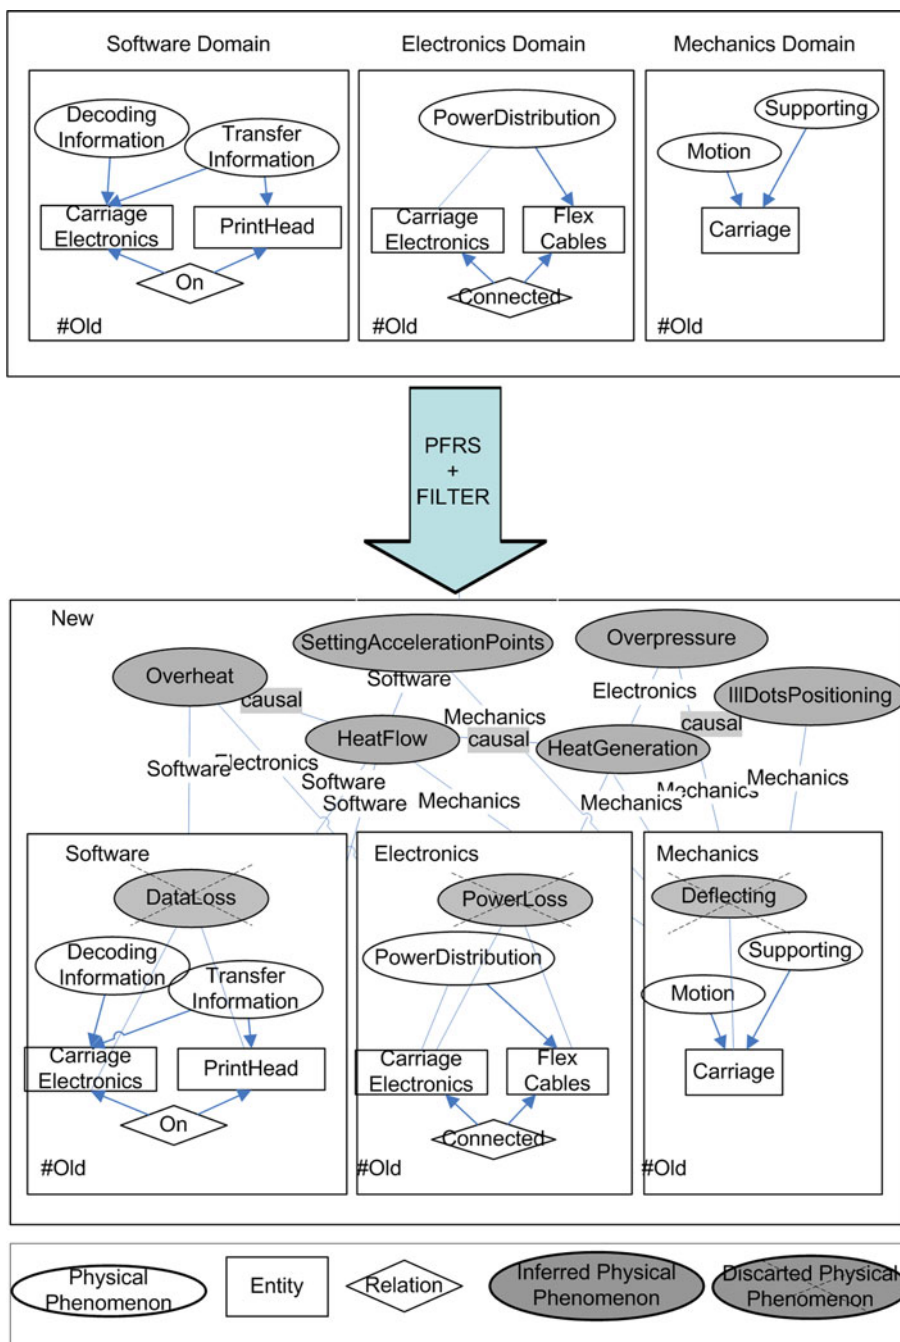 Software Domain
Electronics Domain
Mechanics Domain
Decoding
Information
Transfer
Information
Carriage
Electronics
PrintHead
On
#Old
PowerDistribution
Carriage
Electronics
Flex
Cables
Connected
#Old
Supporting
Motion
Carriage
#Old
PFRS
+
FILTER
New
SettingAccelerationPoints
Overpressure
Overheat
IllDotsPositioning
Software
Electronics
causal
Mechanics
causal
HeatFlow
causal
HeatGeneration
Software
Electronics
Software
Software
Mechanics
Mechanics
Mechanics
Mechanics
Software
DataLoss
Decoding
Information
Transfer
Information
Carriage
Electronics
PrintHead
On
#Old
Electronics
PowerLoss
PowerDistribution
Carriage
Electronics
Flex
Cables
Connected
#Old
Mechanics
Deflecting
Supporting
Motion
Carriage
#Old
Physical
Phenomenon
Entity
Relation
Inferred Physical
Phenomenon
Discarted Physical
Phenomenon